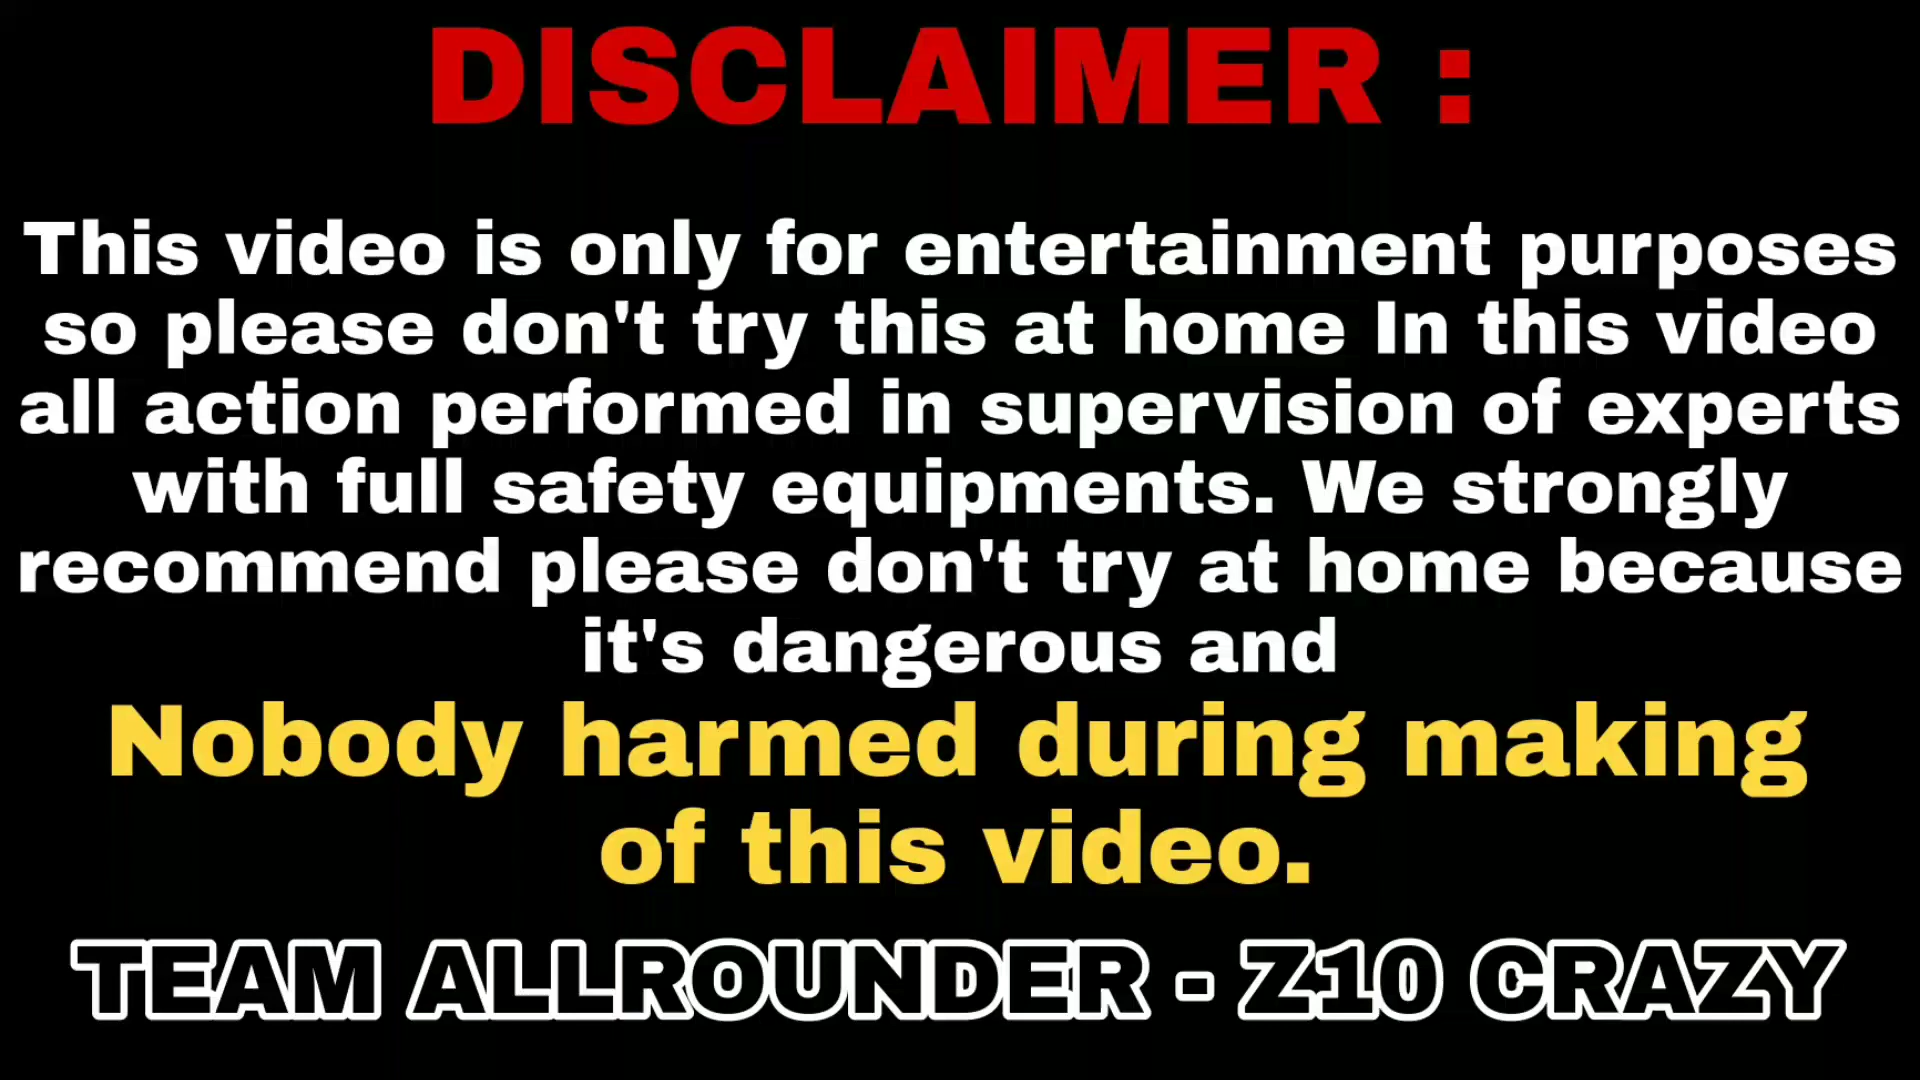 DISCLAIMER :
This video is only for entertainment purposes
so please don't try this at home In this video
all action performed in supervision of experts
with full safety equipments. We strongly
recommend please don't try at home because
it's dangerous and
Nobody harmed during making
of this video.
TEAM ALLROUNDER - Z10 CRAZY